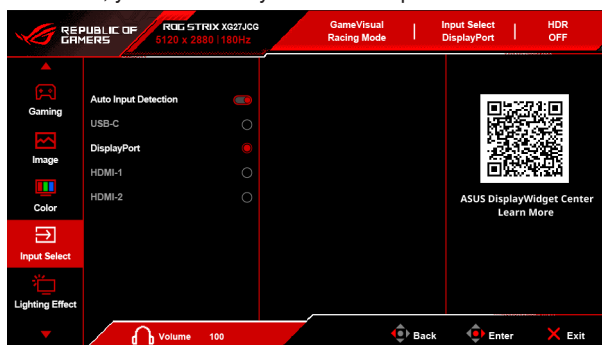 REPUBLIC OF
GAMERS
ROG STRIX XG27JCG
5120 x 2880 | 180Hz
GameVisual
Racing Mode
Input Select
DisplayPort
HDR
OFF
Gaming
Image
Color
Input Select
Lighting Effect
Auto Input Detection
USB-C
DisplayPort
HDMI-1
HDMI-2
ASUS DisplayWidget Center
Learn More
Volume 100
Back
Enter
Exit